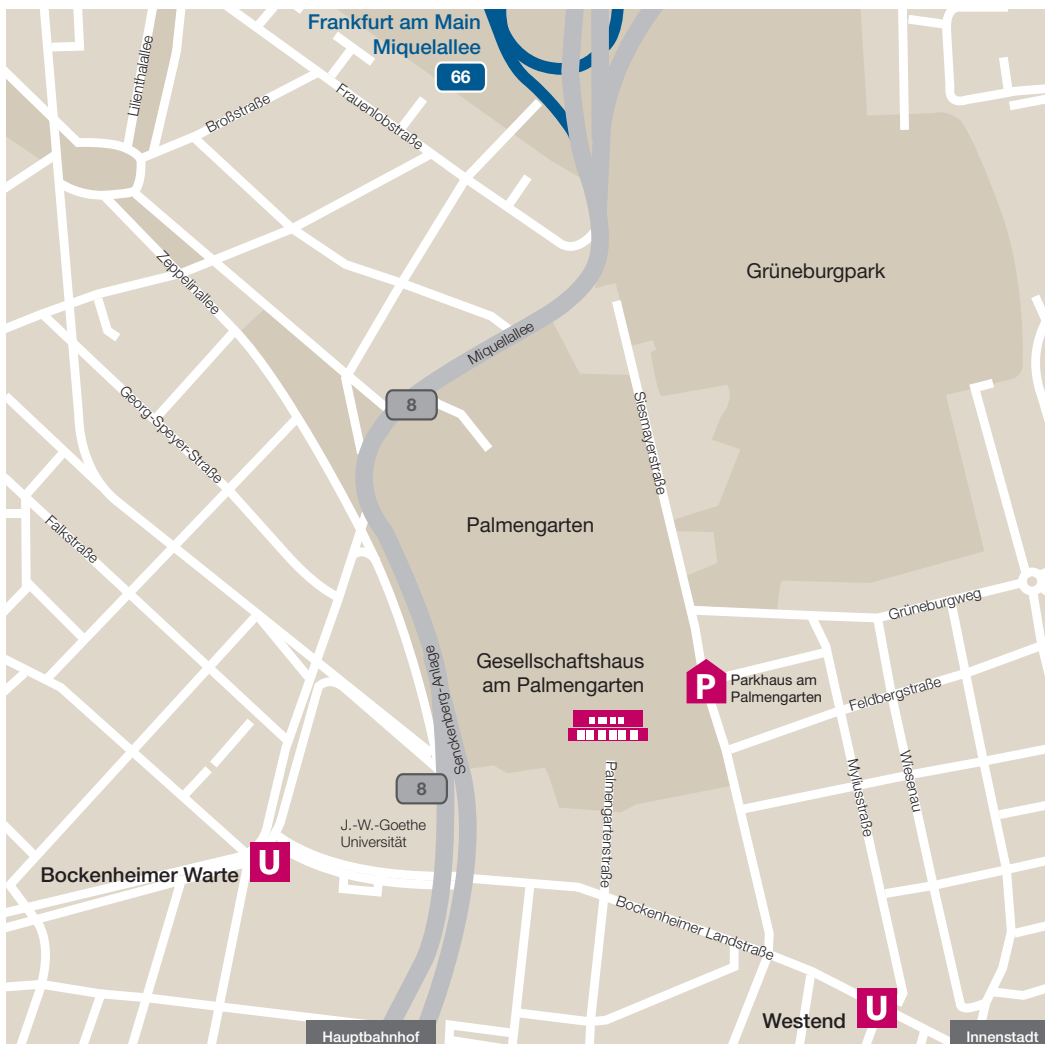 Frankfurt am Main
Miquelallee
66
Lilienthalallee
Broßstraße
Frauenlobstraße
Zeppelinallee
Grüneburgpark
Miquellallee
8
Georg-Speyer-Straße
Siesmayerstraße
Falkstraße
Palmengarten
Grüneburgweg
Senckenberg-Anlage
Gesellschaftshaus
am Palmengarten
P
Parkhaus am
Palmengarten
Feldbergstraße
Palmengartenstraße
Myliusstraße
Wiesenau
8
J.-W.-Goethe
Universität
Bockenheimer Warte
U
Bockenheimer Landstraße
Westend
U
Hauptbahnhof
Innenstadt